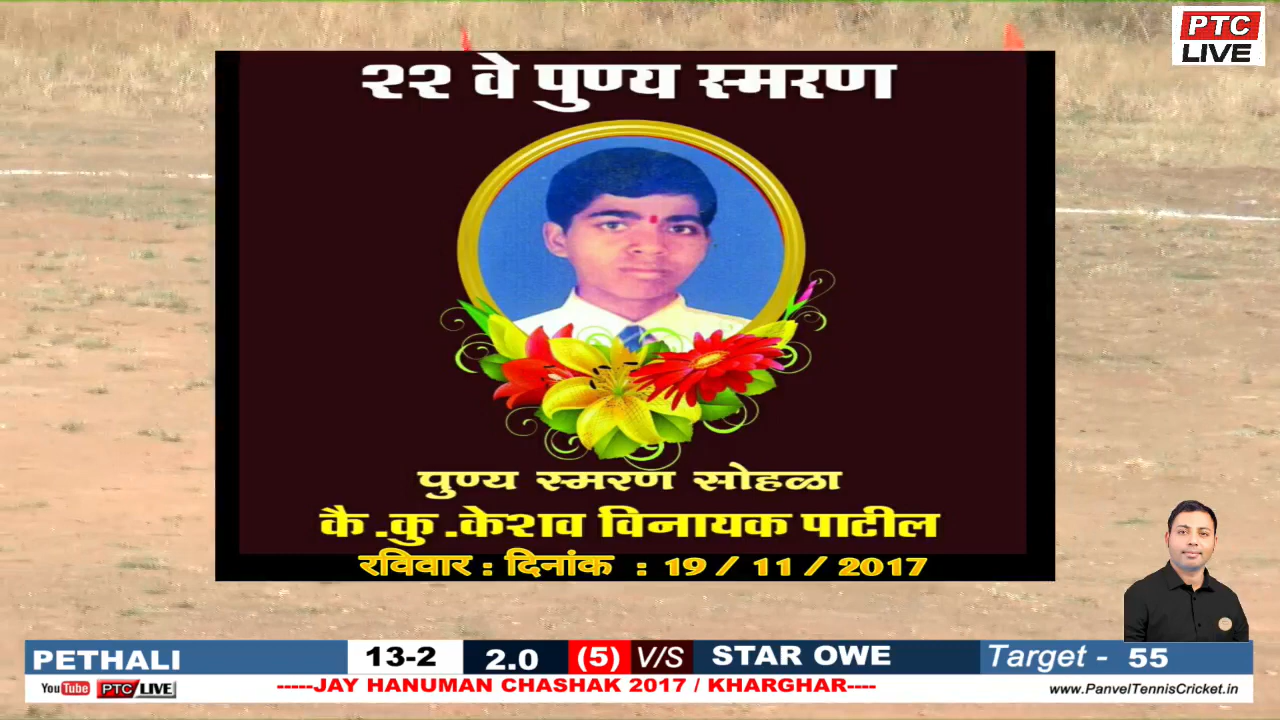 PTC
LIVE
२२ वे पुण्य स्मरण
पुण्य स्मरण सोहळा
कै .कु .केशव विनायक पाटील
रविवार : दिनांक : 19 / 11 / 2017
PETHALI 13-2 2.0 (5) V/S STAR OWE Target - 55
YouTube PTC LIVE -----JAY HANUMAN CHASHAK 2017 / KHARGHAR---- www.PanvelTennisCricket.in